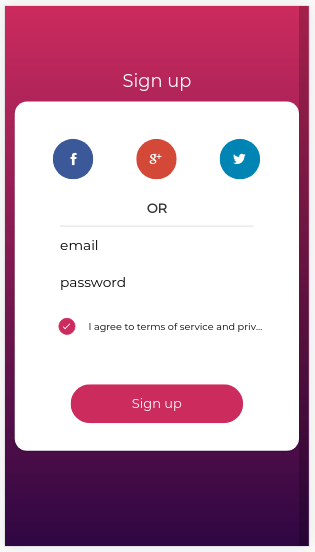 Sign up
f g+
OR
email
password
I agree to terms of service and priv...
Sign up